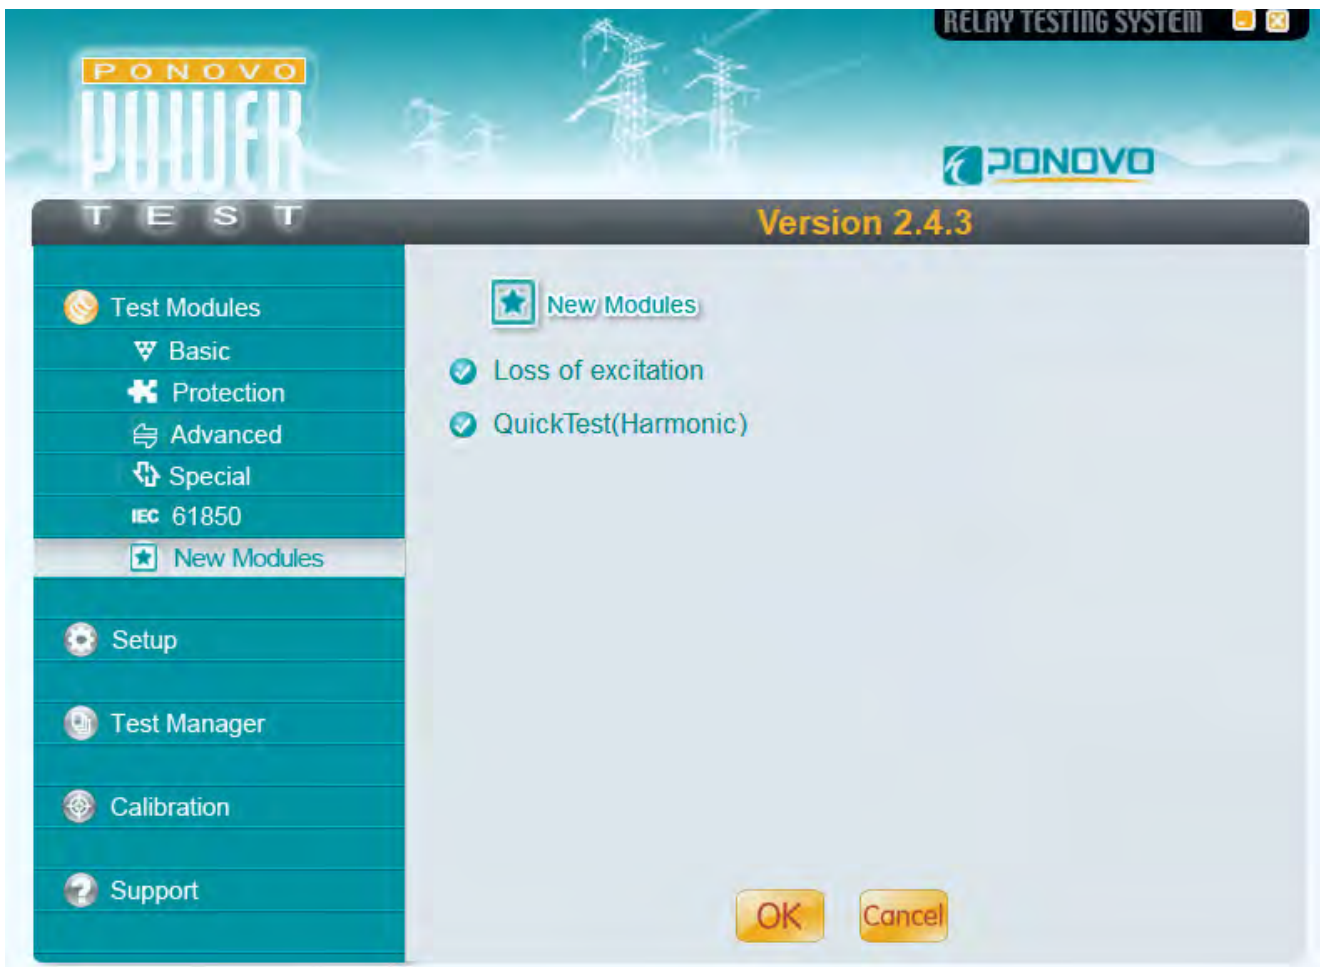 RELAY TESTING SYSTEM
PONOVO
POWER
TEST
PONOVO
Version 2.4.3
Test Modules
Basic
Protection
Advanced
Special
IEC 61850
New Modules
Setup
Test Manager
Calibration
Support
New Modules
Loss of excitation
QuickTest(Harmonic)
OK
Cancel